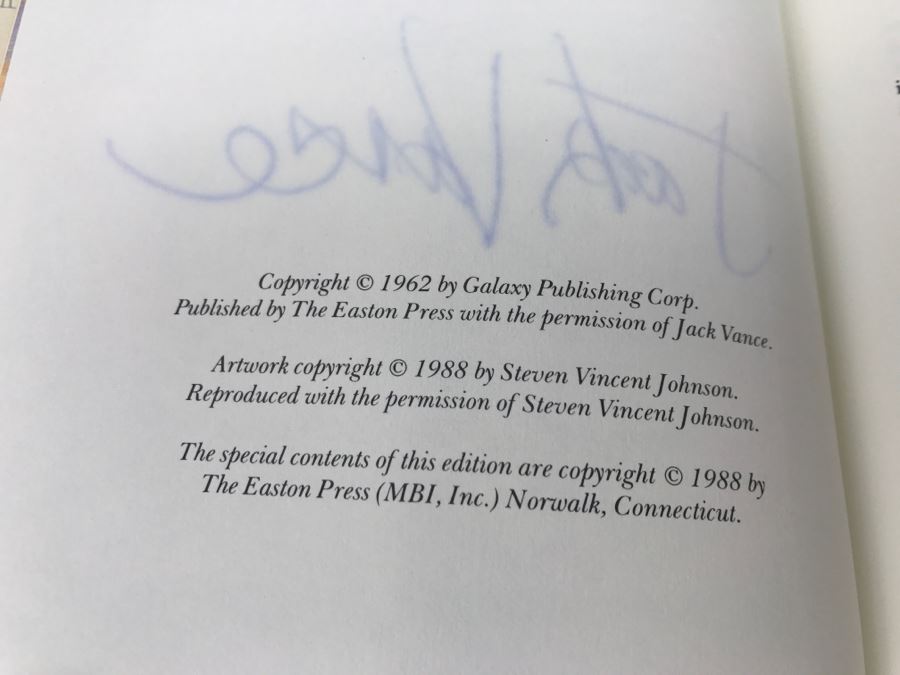 Jack Vance
Copyright © 1962 by Galaxy Publishing Corp.
Published by The Easton Press with the permission of Jack Vance.
Artwork copyright © 1988 by Steven Vincent Johnson.
Reproduced with the permission of Steven Vincent Johnson.
The special contents of this edition are copyright © 1988 by
The Easton Press (MBI, Inc.) Norwalk, Connecticut.